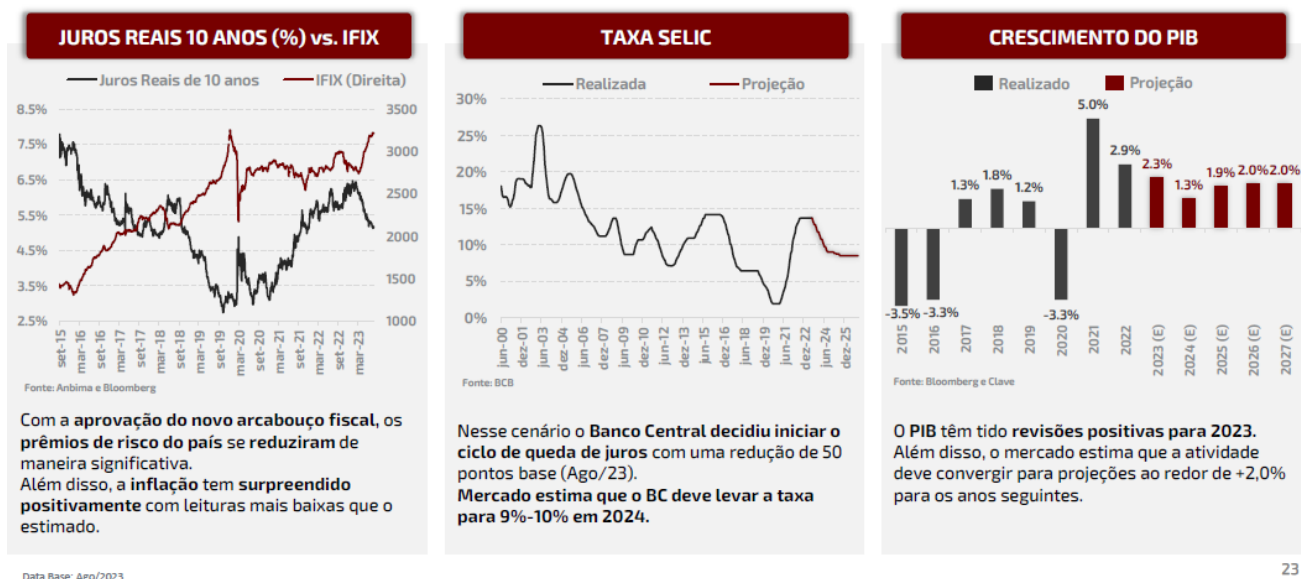 JUROS REAIS 10 ANOS (%) vs. IFIX
Juros Reais de 10 anos
IFIX (Direita)
8.5%
7.5%
6.5%
5.5%
4.5%
3.5%
2.5%
3500
3000
2500
2000
1500
1000
set-15
mar-16
set-16
mar-17
set-17
mar-18
set-18
mar-19
set-19
mar-20
set-20
mar-21
set-21
mar-22
set-22
mar-23
Fonte: Anbima e Bloomberg
Com a aprovação do novo arcabouço fiscal, os
prêmios de risco do país se reduziram de
maneira significativa.
Além disso, a inflação tem surpreendido
positivamente com leituras mais baixas que o
estimado.
TAXA SELIC
Realizada
Projeção
30%
25%
20%
15%
10%
5%
0%
jun-00
dez-01
jun-03
dez-04
jun-06
dez-07
jun-09
dez-10
jun-12
dez-13
jun-15
dez-16
jun-18
dez-19
jun-21
dez-22
jun-24
dez-25
Fonte: BCB
Nesse cenário o Banco Central decidiu iniciar o
ciclo de queda de juros com uma redução de 50
pontos base (Ago/23).
Mercado estima que o BC deve levar a taxa
para 9%-10% em 2024.
CRESCIMENTO DO PIB
Realizado
Projeção
-3.5%
-3.3%
1.3%
1.8%
1.2%
-3.3%
5.0%
2.9%
2.3%
1.3%
1.9%
2.0%
2.0%
2015
2016
2017
2018
2019
2020
2021
2022
2023 (E)
2024 (E)
2025 (E)
2026 (E)
2027 (E)
Fonte: Bloomberg e Clave
O PIB têm tido revisões positivas para 2023.
Além disso, o mercado estima que a atividade
deve convergir para projeções ao redor de +2,0%
para os anos seguintes.
Data Base: Ago/2023
23